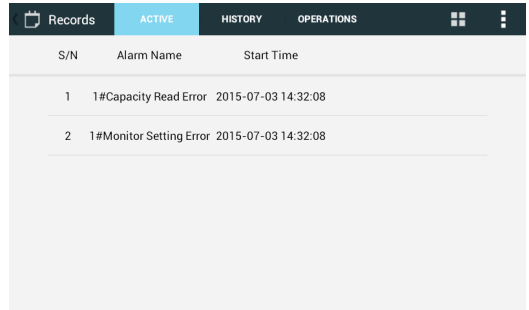 Records ACTIVE HISTORY OPERATIONS
S/N Alarm Name Start Time
1 1#Capacity Read Error 2015-07-03 14:32:08
2 1#Monitor Setting Error 2015-07-03 14:32:08